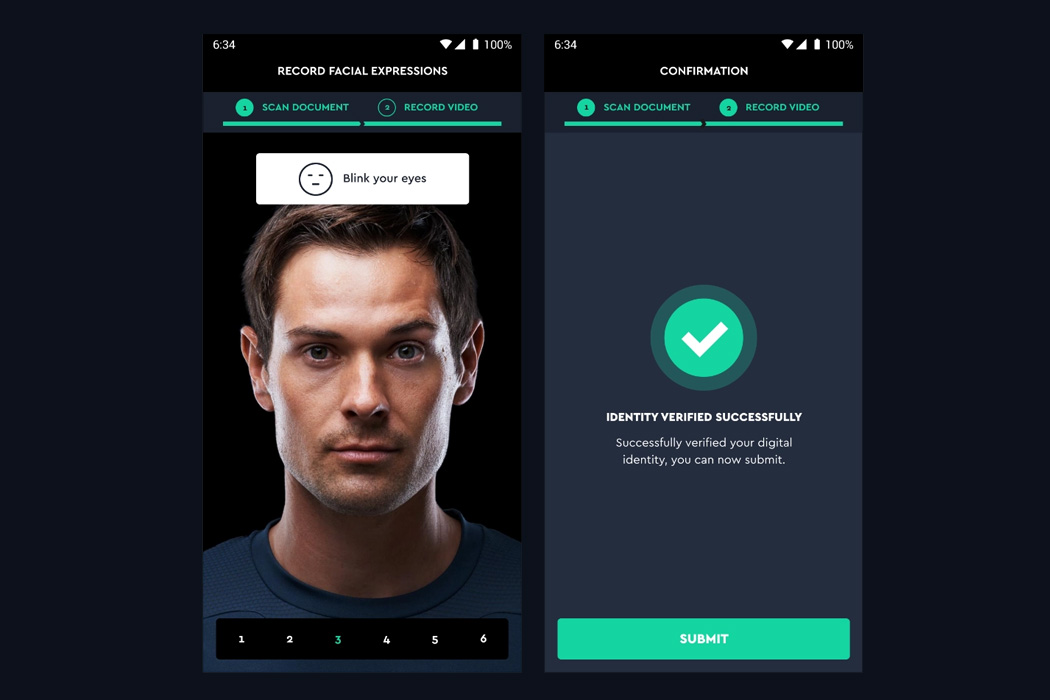 6:34
100%
RECORD FACIAL EXPRESSIONS
1 SCAN DOCUMENT 2 RECORD VIDEO
Blink your eyes
1 2 3 4 5 6
6:34
100%
CONFIRMATION
1 SCAN DOCUMENT 2 RECORD VIDEO
IDENTITY VERIFIED SUCCESSFULLY
Successfully verified your digital
identity, you can now submit.
SUBMIT